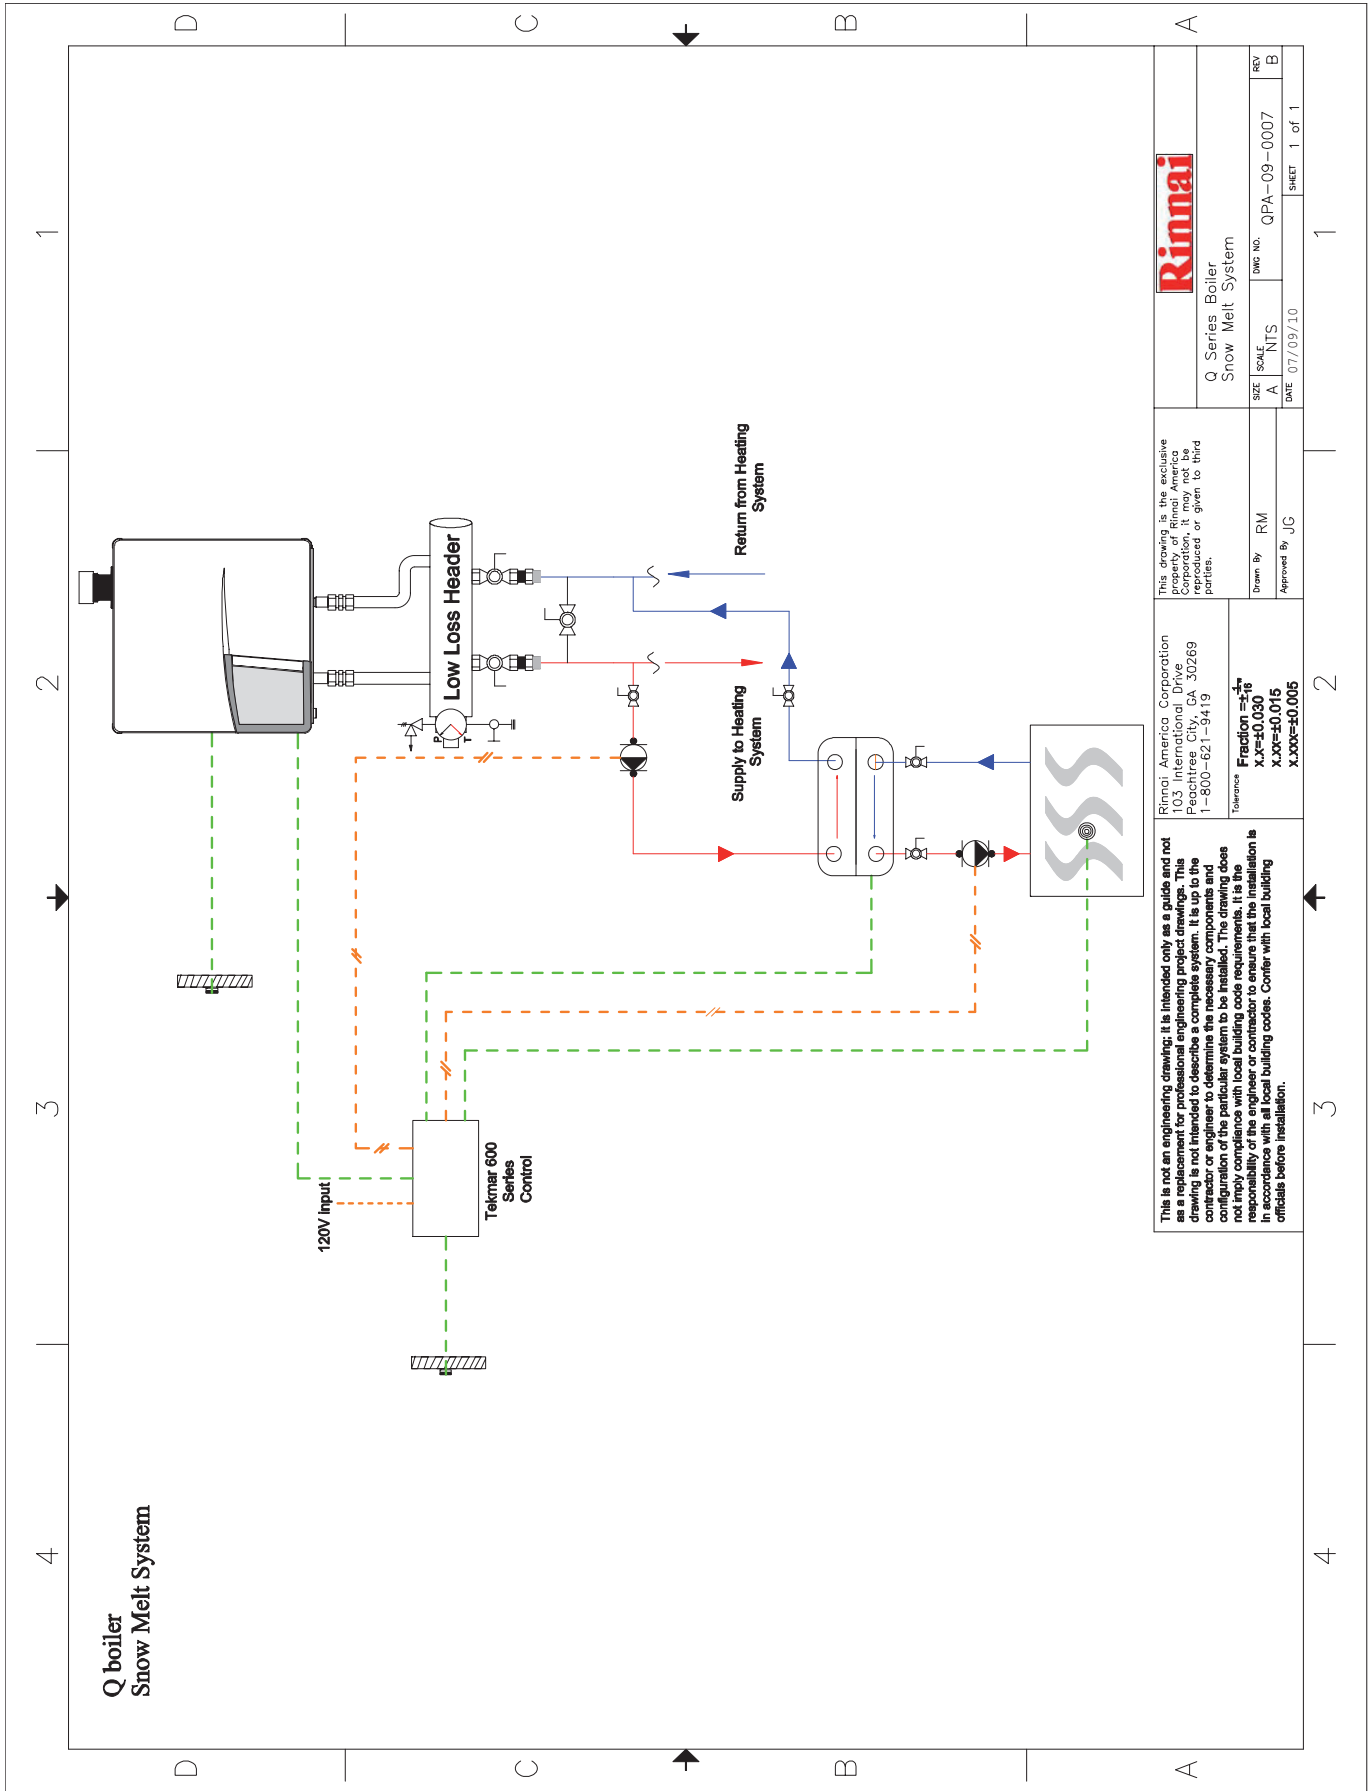 Q boiler
Snow Melt System
4
3
2
1
D
C
B
A
D
C
B
A
4
3
2
1
120V Input
Tekmar 600
Series
Control
Low Loss Header
P
T
Supply to Heating
System
Return from Heating
System
This is not an engineering drawing; it is intended only as a guide and not
as a replacement for professional engineering project drawings. This
drawing is not intended to describe a complete system. It is up to the
contractor or engineer to determine the necessary components and
configuration of the particular system to be installed. The drawing does
not imply compliance with local building code requirements. It is the
responsibility of the engineer or contractor to ensure that the installation is
in accordance with all local building codes. Confer with local building
officials before installation.
Rinnai America Corporation
103 International Drive
Peachtree City, GA 30269
1-800-621-9419
Tolerance
Fraction =±1/16"
X.X=±0.030
X.XX=±0.015
X.XXX=±0.005
This drawing is the exclusive
property of Rinnai America
Corporation, it may not be
reproduced or given to third
parties.
Drawn By RM
Approved By JG
Rinnai
Q Series Boiler
Snow Melt System
SIZE A
SCALE NTS
DWG NO. QPA-09-0007
REV B
DATE 07/09/10
SHEET 1 of 1